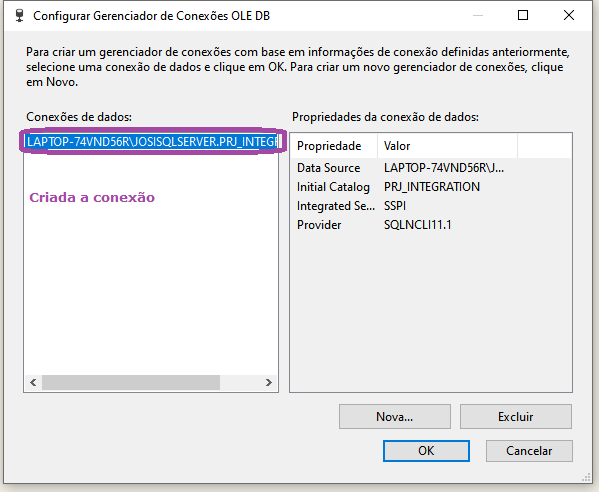 Configurar Gerenciador de Conexões OLE DB
Para criar um gerenciador de conexões com base em informações de conexão definidas anteriormente,
selecione uma conexão de dados e clique em OK. Para criar um novo gerenciador de conexões, clique
em Novo.
Conexões de dados:
LAPTOP-74VND56R\JOSISQLSERVER.PRJ_INTEGR
Criada a conexão
Propriedades da conexão de dados:
Propriedade Valor
Data Source LAPTOP-74VND56R\J...
Initial Catalog PRJ_INTEGRATION
Integrated Se... SSPI
Provider SQLNCLI11.1
Nova... Excluir
OK Cancelar